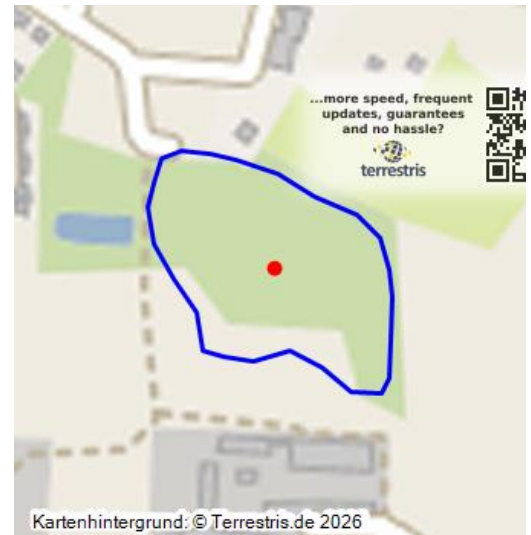 ...more speed, frequent
updates, guarantees
and no hassle?
terrestris
Kartenhintergrund: © Terrestris.de 2026